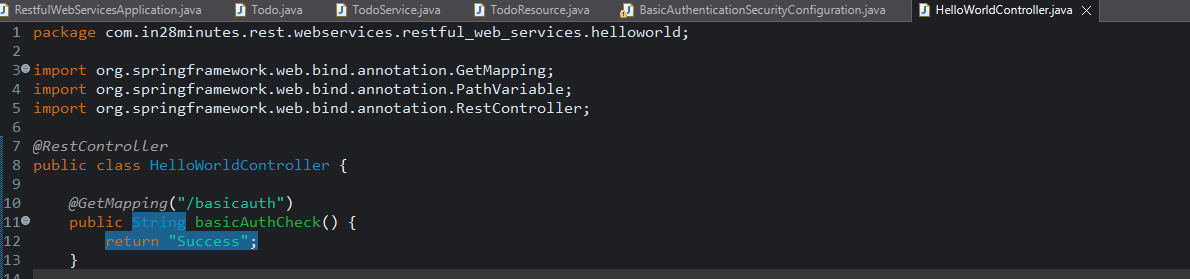 RestfulWebServicesApplication.java Todo.java TodoService.java TodoResource.java BasicAuthenticationSecurityConfiguration.java HelloWorldController.java
1 package com.in28minutes.rest.webservices.restful_web_services.helloworld;
2
3 import org.springframework.web.bind.annotation.GetMapping;
4 import org.springframework.web.bind.annotation.PathVariable;
5 import org.springframework.web.bind.annotation.RestController;
6
7 @RestController
8 public class HelloWorldController {
9
10 @GetMapping("/basicauth")
11 public String basicAuthCheck() {
12 return "Success";
13 }
14